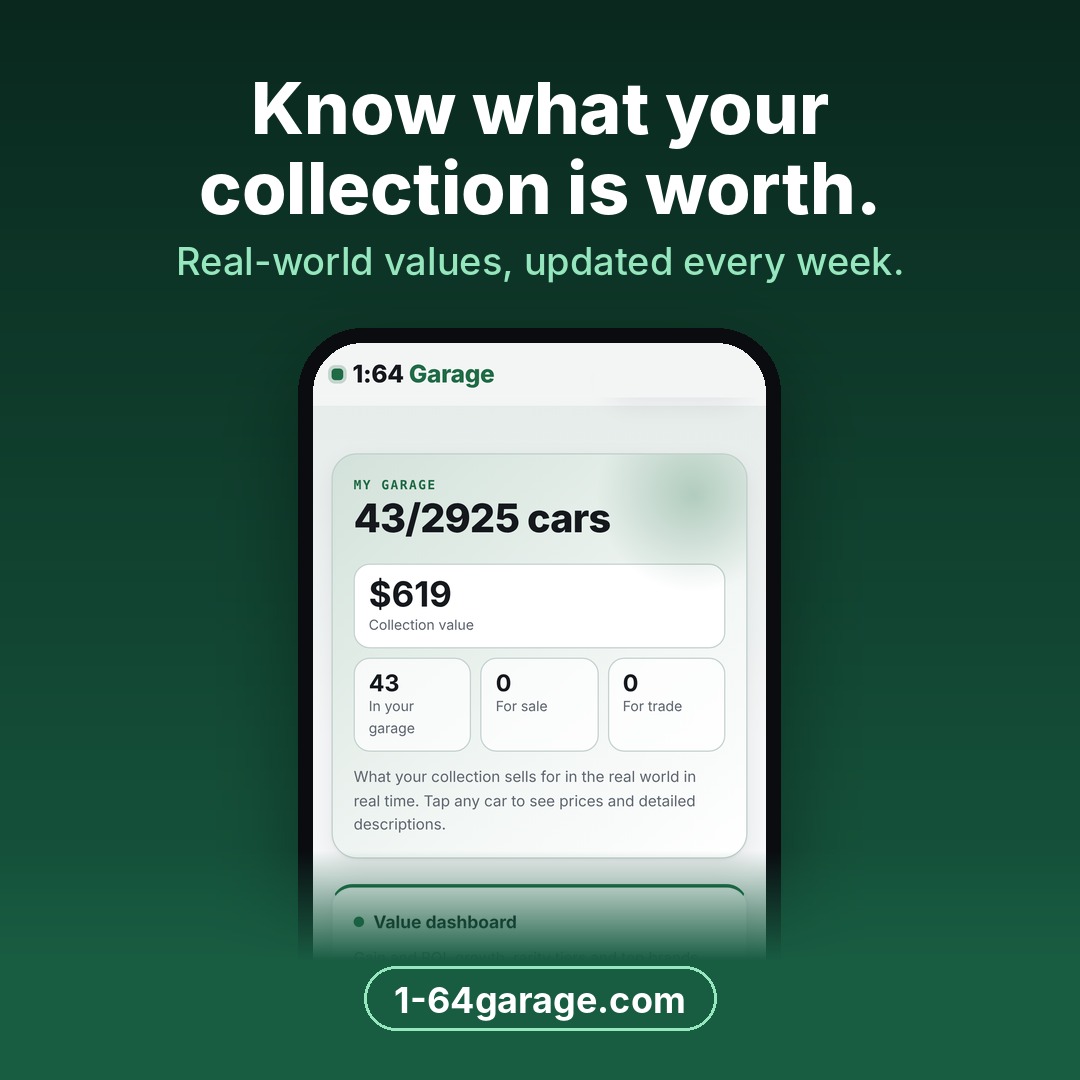 Know what your
collection is worth.
Real-world values, updated every week.
1:64 Garage
MY GARAGE
43/2925 cars
$619
Collection value
43
In your
garage
0
For sale
0
For trade
What your collection sells for in the real world in
real time. Tap any car to see prices and detailed
descriptions.
Value dashboard
1-64garage.com